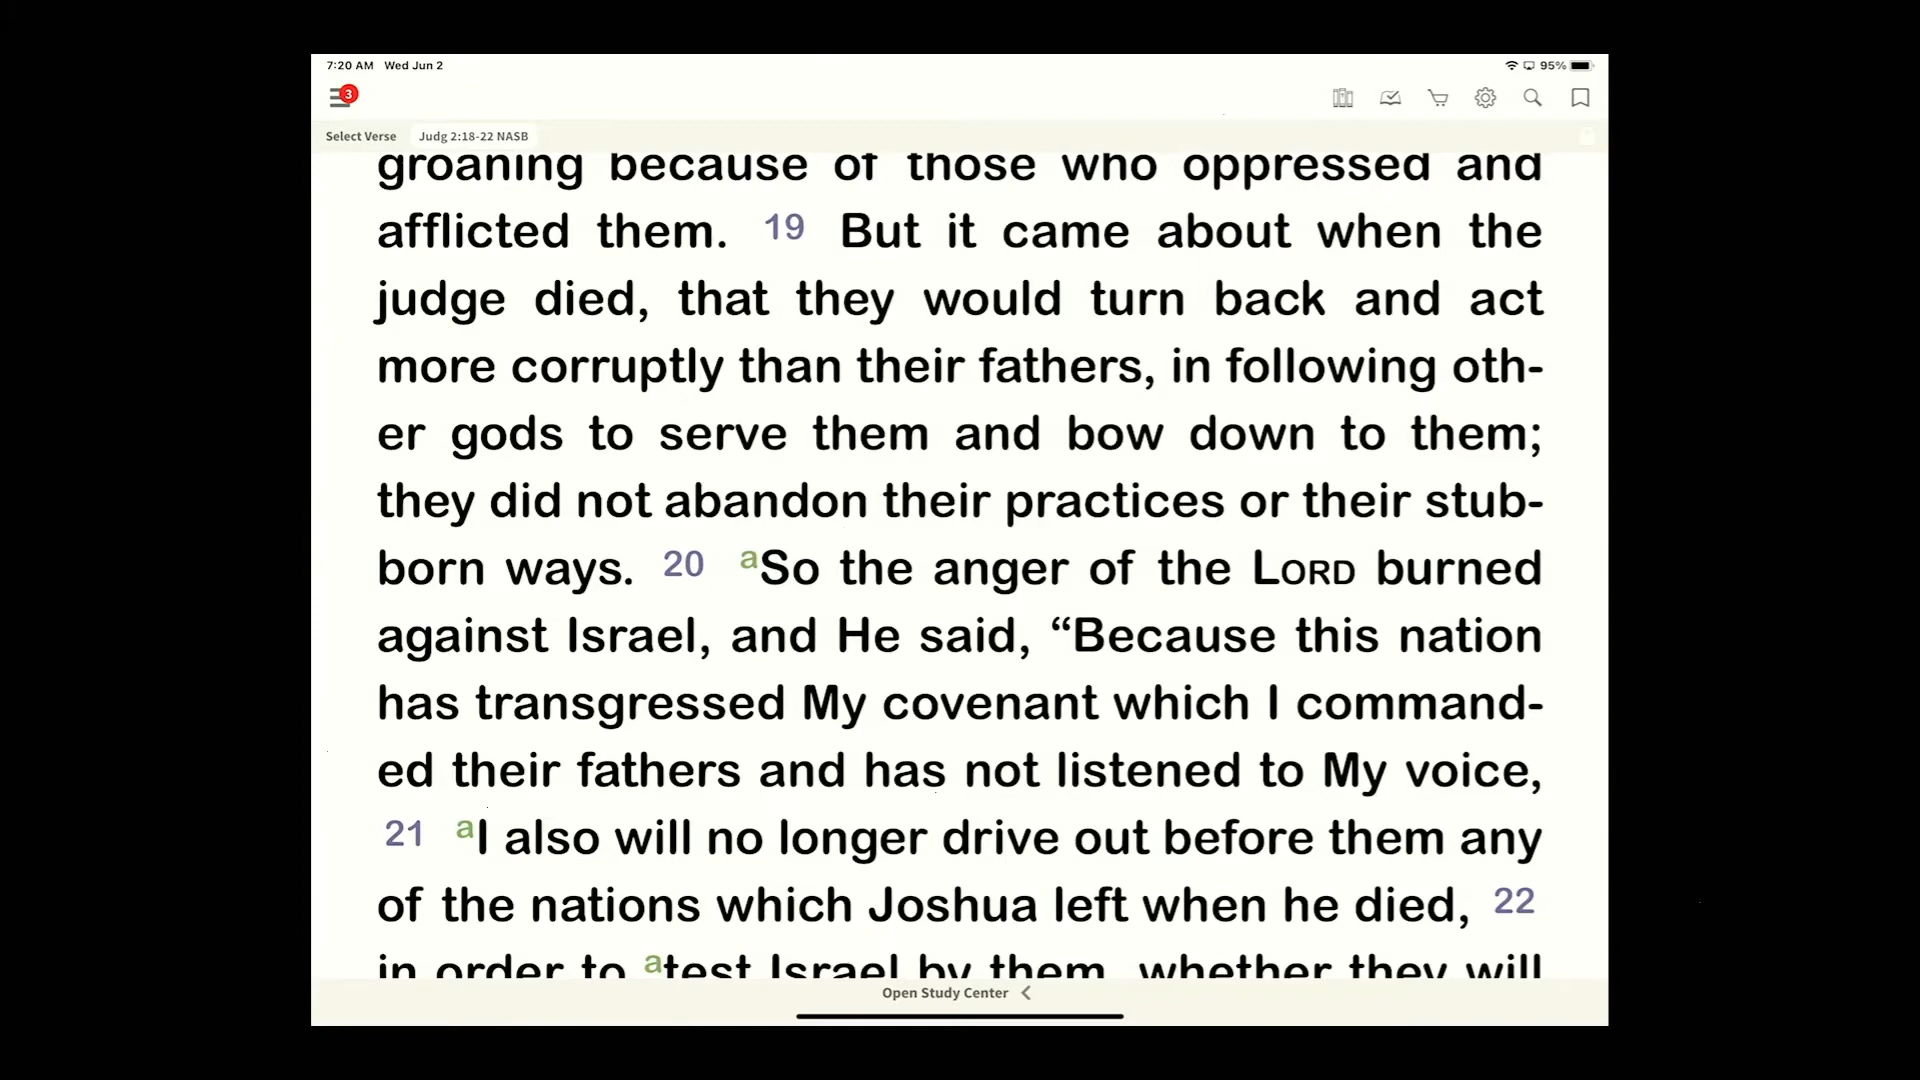 7:20 AM Wed Jun 2
95%
3
Select Verse Judg 2:18-22 NASB
groaning because of those who oppressed and
afflicted them. 19 But it came about when the
judge died, that they would turn back and act
more corruptly than their fathers, in following oth-
er gods to serve them and bow down to them;
they did not abandon their practices or their stub-
born ways. 20 aSo the anger of the LORD burned
against Israel, and He said, “Because this nation
has transgressed My covenant which I command-
ed their fathers and has not listened to My voice,
21 aI also will no longer drive out before them any
of the nations which Joshua left when he died, 22
in order to atest Israel by them, whether they will
Open Study Center